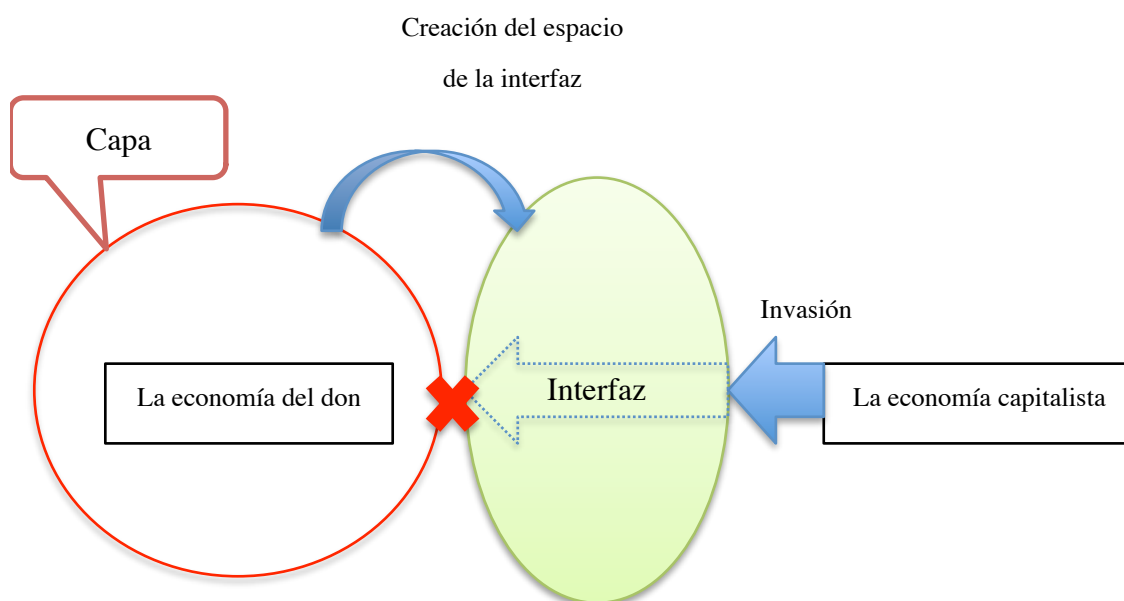 Creación del espacio
de la interfaz
Capa
Invasión
La economía del don
Interfaz
La economía capitalista